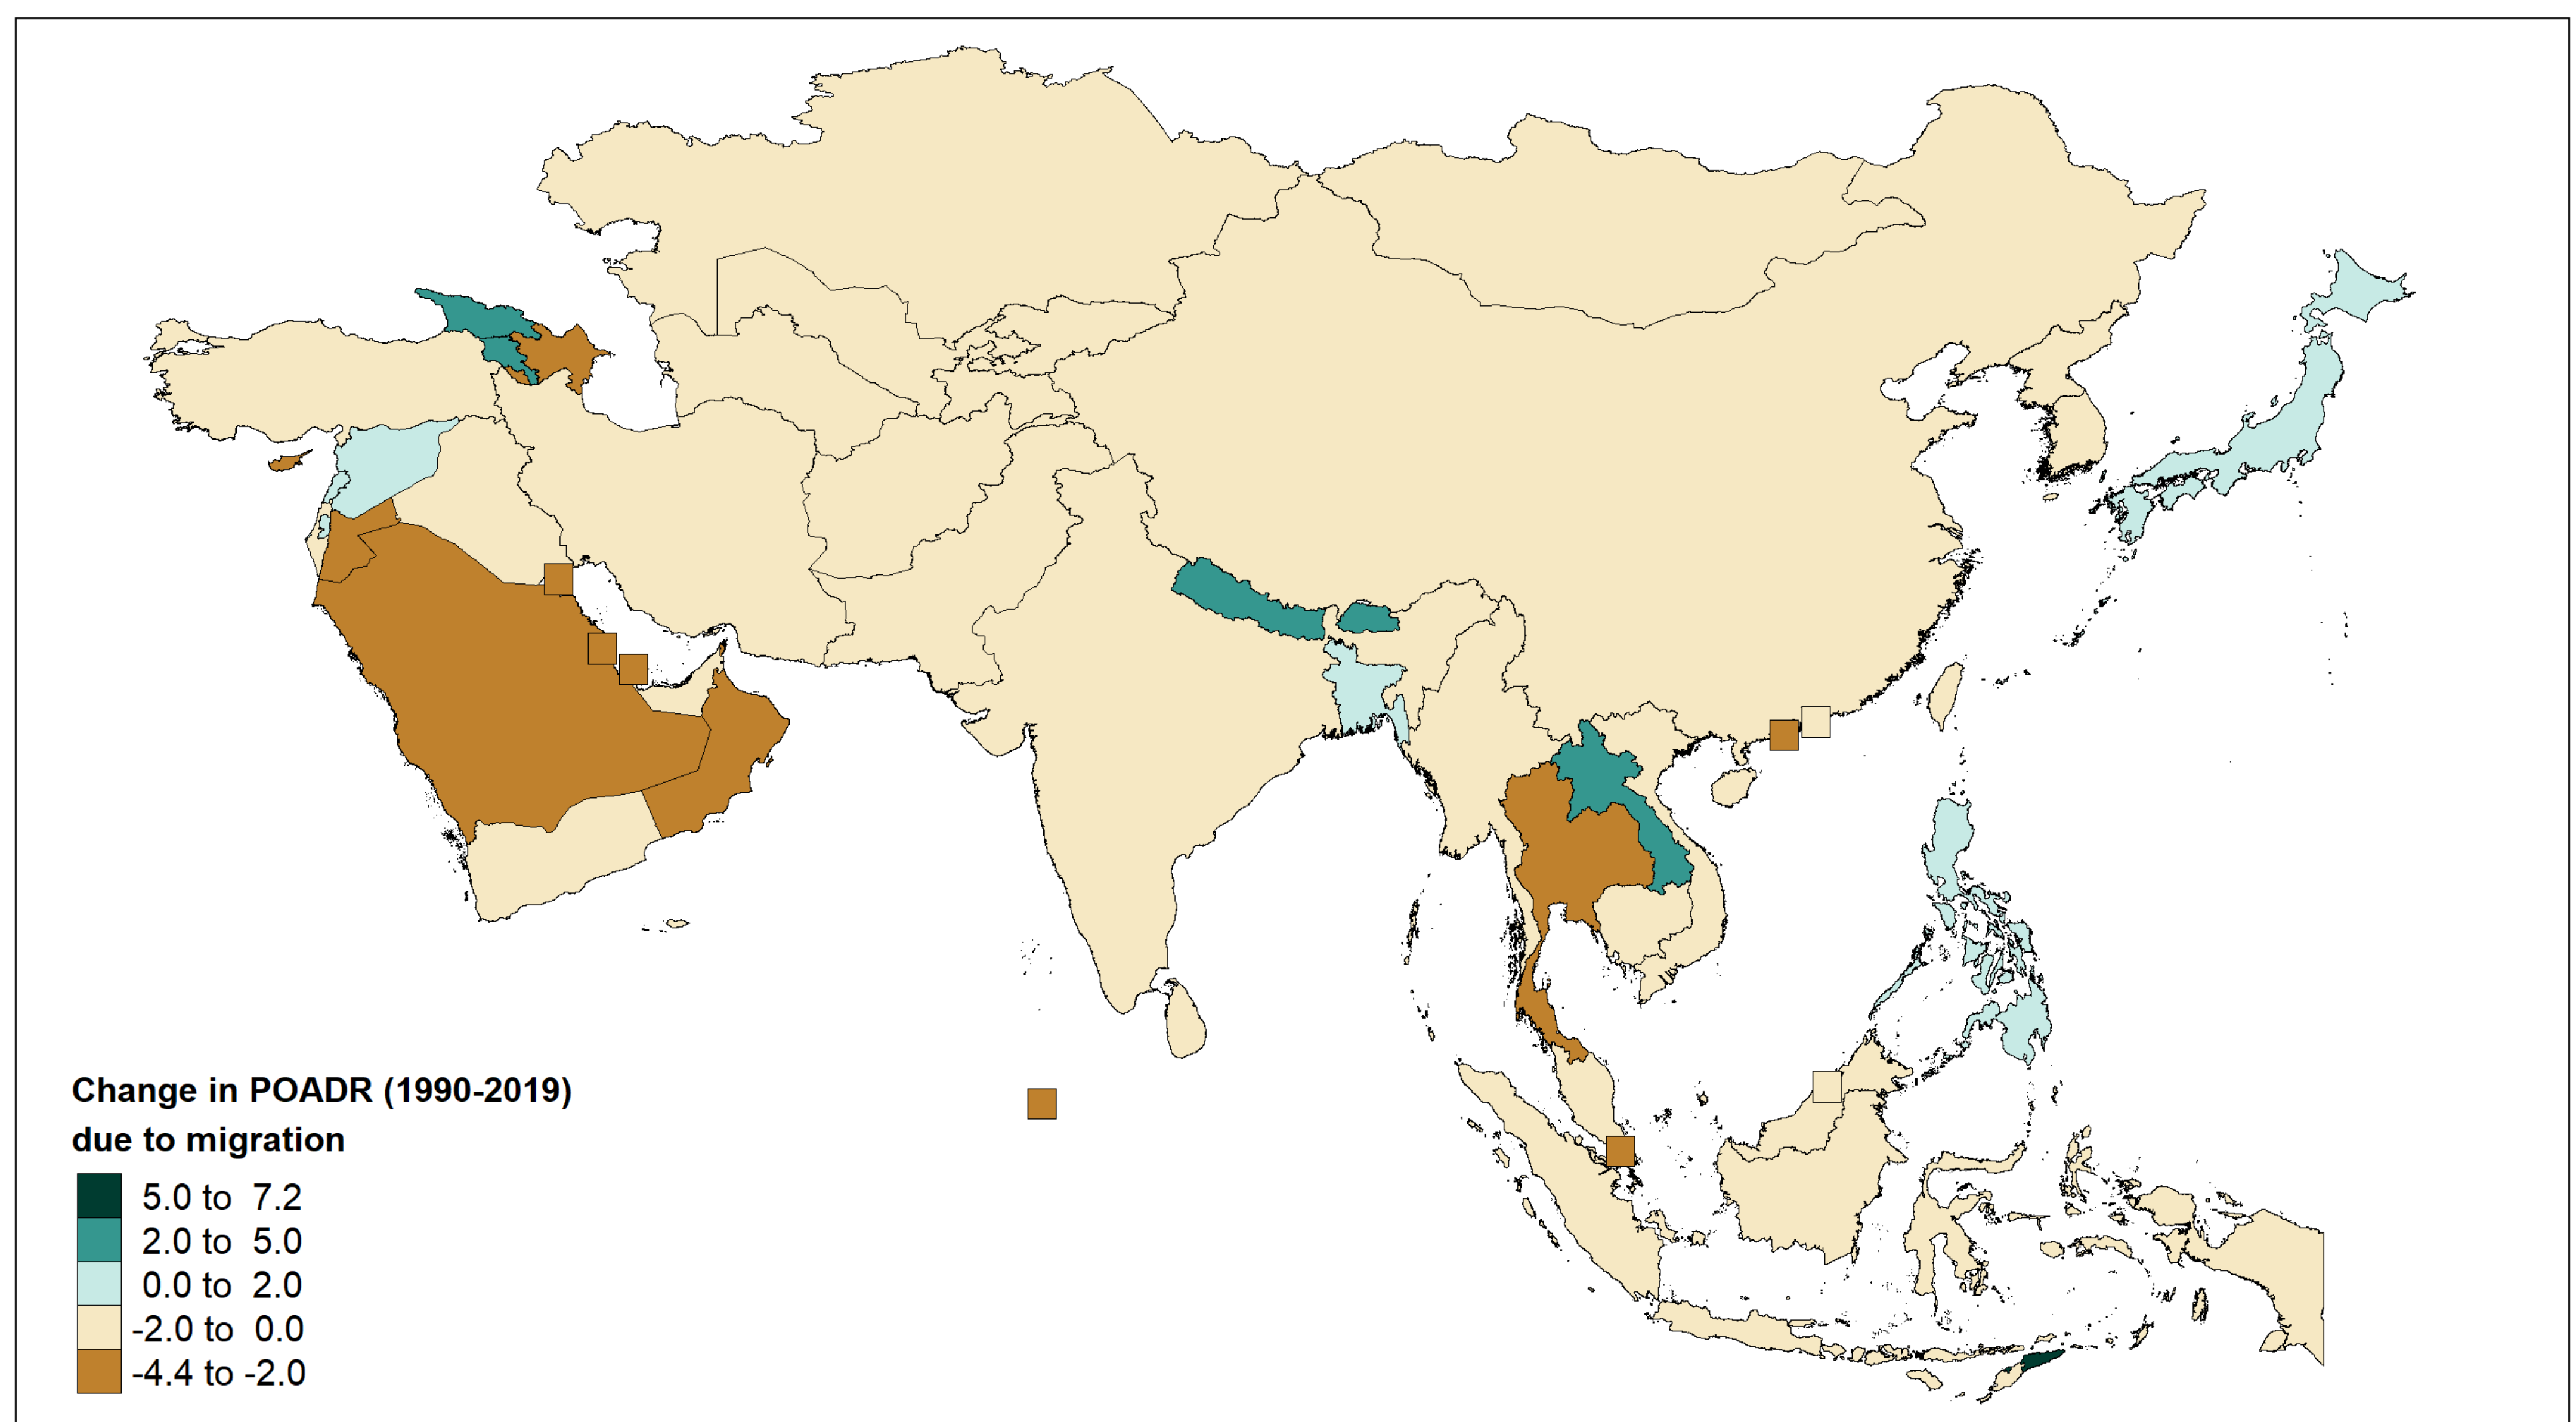 Change in POADR (1990-2019)
due to migration
5.0 to 7.2
2.0 to 5.0
0.0 to 2.0
-2.0 to 0.0
-4.4 to -2.0